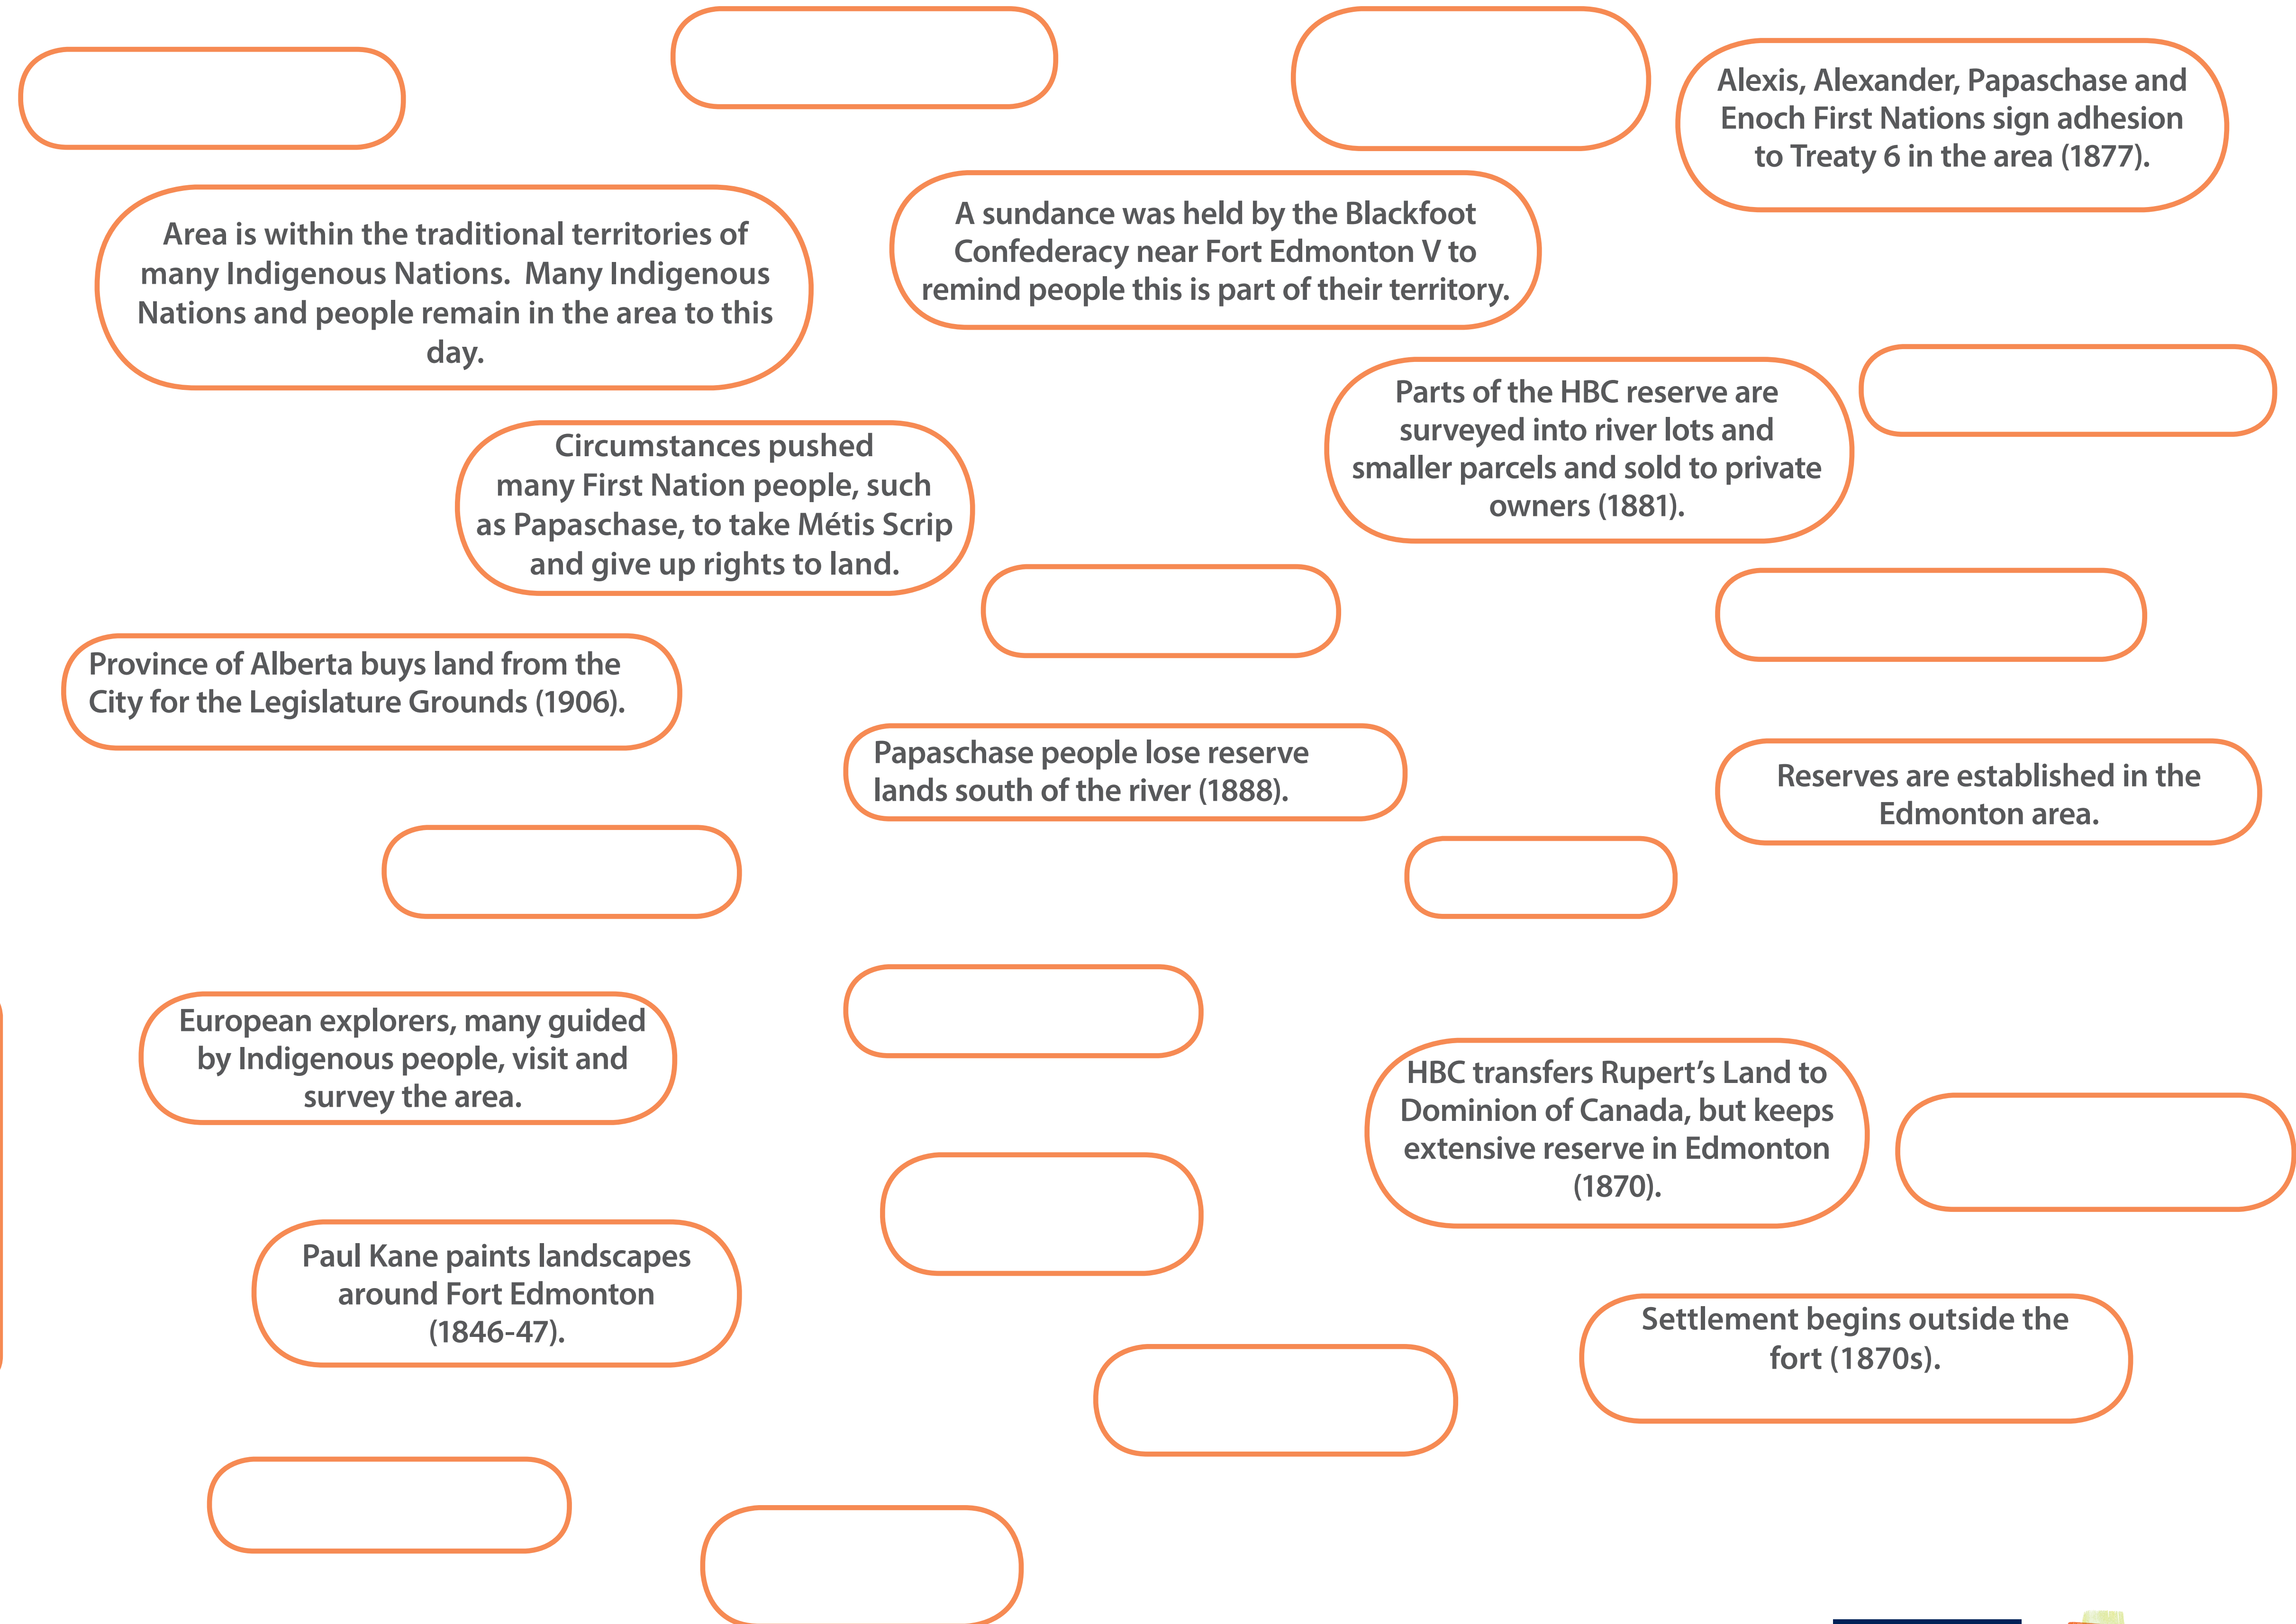 Alexis, Alexander, Papaschase and
Enoch First Nations sign adhesion
to Treaty 6 in the area (1877).
Area is within the traditional territories of
many Indigenous Nations.  Many Indigenous
Nations and people remain in the area to this
day.
A sundance was held by the Blackfoot
Confederacy near Fort Edmonton V to
remind people this is part of their territory.
Parts of the HBC reserve are
surveyed into river lots and
smaller parcels and sold to private
owners (1881).
Circumstances pushed
many First Nation people, such
as Papaschase, to take Métis Scrip
and give up rights to land.
Province of Alberta buys land from the
City for the Legislature Grounds (1906).
Papaschase people lose reserve
lands south of the river (1888).
Reserves are established in the
Edmonton area.
European explorers, many guided
by Indigenous people, visit and
survey the area.
HBC transfers Rupert’s Land to
Dominion of Canada, but keeps
extensive reserve in Edmonton
(1870).
Paul Kane paints landscapes
around Fort Edmonton
(1846-47).
Settlement begins outside the
fort (1870s).